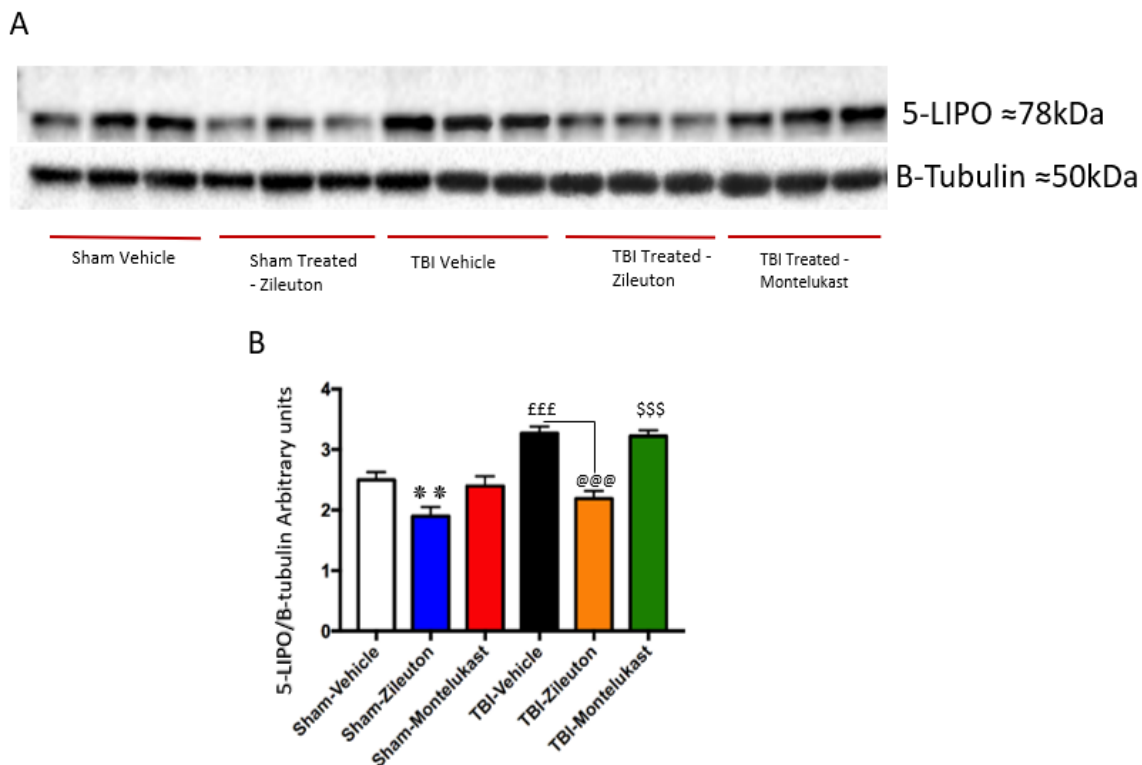 A
5-LIPO ≈78kDa
B-Tubulin ≈50kDa
Sham Vehicle
Sham Treated
- Zileuton
TBI Vehicle
TBI Treated -
Zileuton
TBI Treated -
Montelukast
B
5-LIPO/B-tubulin Arbitrary units
4
3
2
1
0
£££
$$$
@@@
**
Sham-Vehicle
Sham-Zileuton
Sham-Montelukast
TBI-Vehicle
TBI-Zileuton
TBI-Montelukast